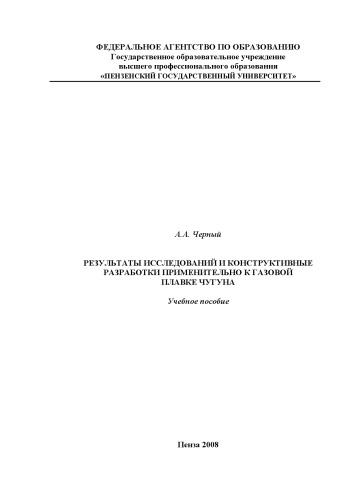 ФЕДЕРАЛЬНОЕ АГЕНТСТВО ПО ОБРАЗОВАНИЮ
Государственное образовательное учреждение
высшего профессионального образования
«ПЕНЗЕНСКИЙ ГОСУДАРСТВЕННЫЙ УНИВЕРСИТЕТ»
А.А. Черный
РЕЗУЛЬТАТЫ ИССЛЕДОВАНИЙ И КОНСТРУКТИВНЫЕ
РАЗРАБОТКИ ПРИМЕНИТЕЛЬНО К ГАЗОВОЙ
ПЛАВКЕ ЧУГУНА
Учебное пособие
Пенза 2008